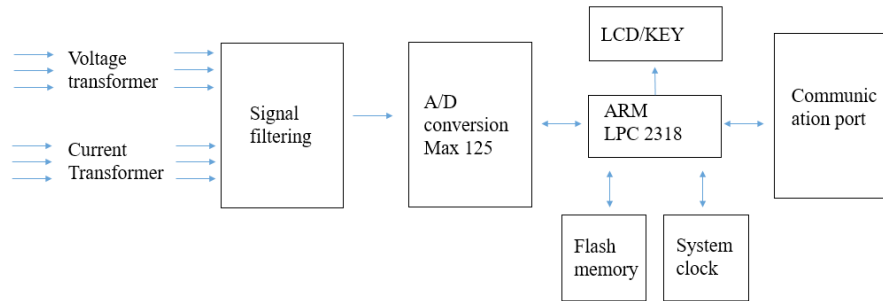 Voltage
transformer
Current
Transformer
Signal
filtering
A/D
conversion
Max 125
LCD/KEY
ARM
LPC 2318
Flash
memory
System
clock
Communic
ation port